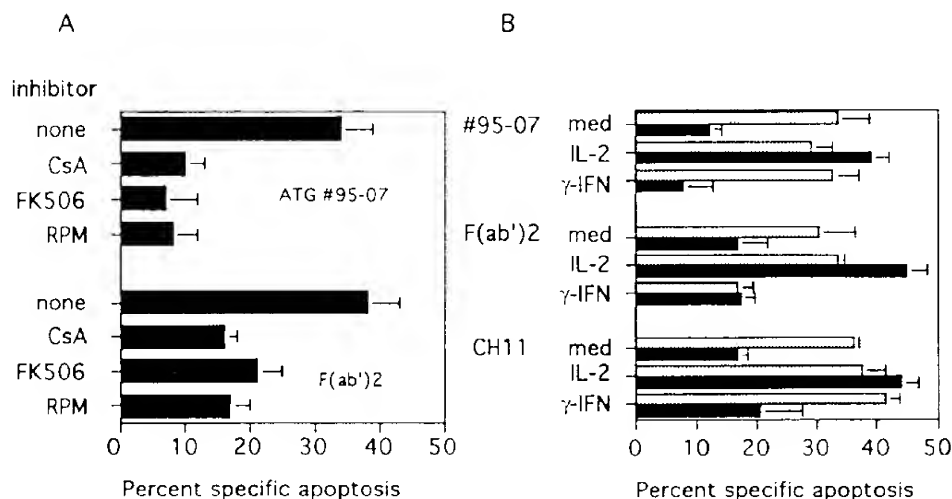 A
inhibitor
none
CsA
FK506
RPM
ATG #95-07
none
CsA
FK506
RPM
F(ab')2
0 10 20 30 40 50
Percent specific apoptosis
B
#95-07
med
IL-2
γ-IFN
F(ab')2
med
IL-2
γ-IFN
CH11
med
IL-2
γ-IFN
0 10 20 30 40 50
Percent specific apoptosis